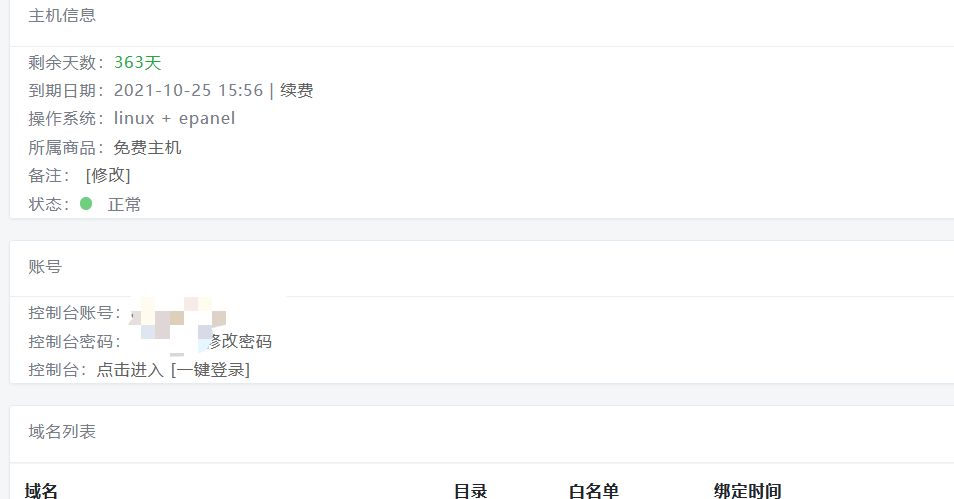 主机信息
剩余天数：363天
到期日期：2021-10-25 15:56 | 续费
操作系统：linux + epanel
所属商品：免费主机
备注： [修改]
状态： 正常
账号
控制台账号：
控制台密码： 修改密码
控制台：点击进入 [一键登录]
域名列表
域名 目录 白名单 绑定时间